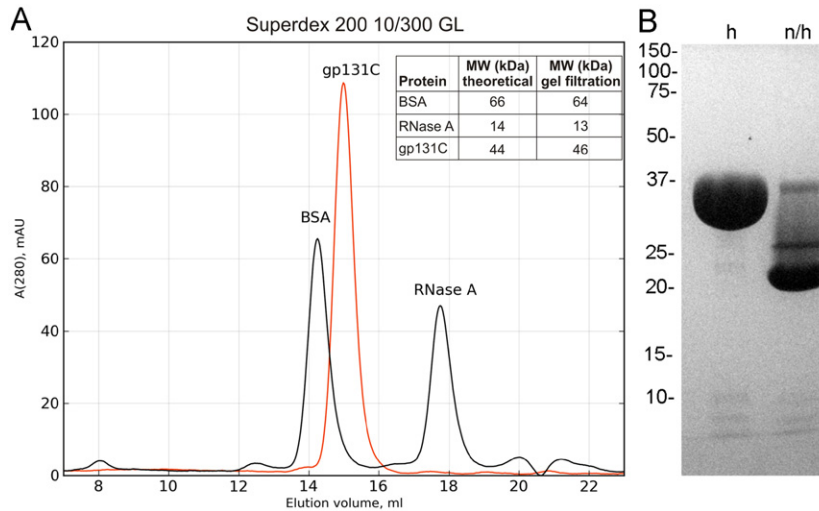 A
Superdex 200 10/300 GL
120
100
80
60
40
20
0
A(280), mAU
gp131C
BSA
RNase A
Protein MW (kDa) theoretical MW (kDa) gel filtration
BSA 66 64
RNase A 14 13
gp131C 44 46
8 10 12 14 16 18 20 22
Elution volume, ml
B
h n/h
150-
100-
75-
50-
37-
25-
20-
15-
10-